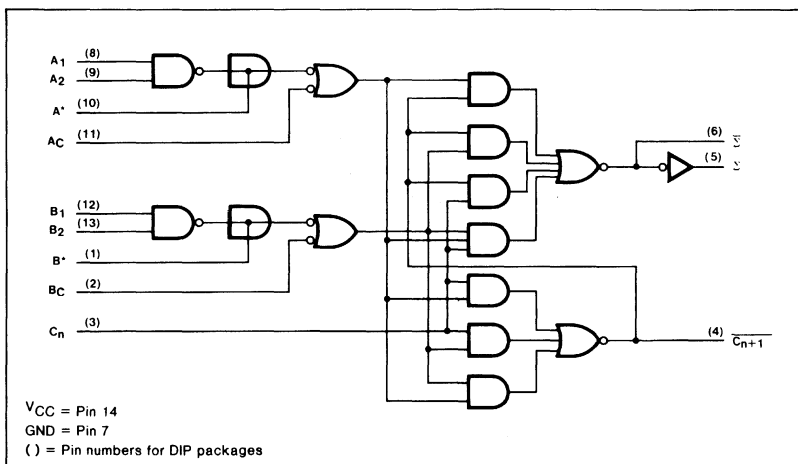 A1 (8)
A2 (9)
A* (10)
AC (11)
B1 (12)
B2 (13)
B* (1)
BC (2)
Cn (3)
(6) Σ̅
(5) Σ
(4) C̅n+1
VCC = Pin 14
GND = Pin 7
( ) = Pin numbers for DIP packages